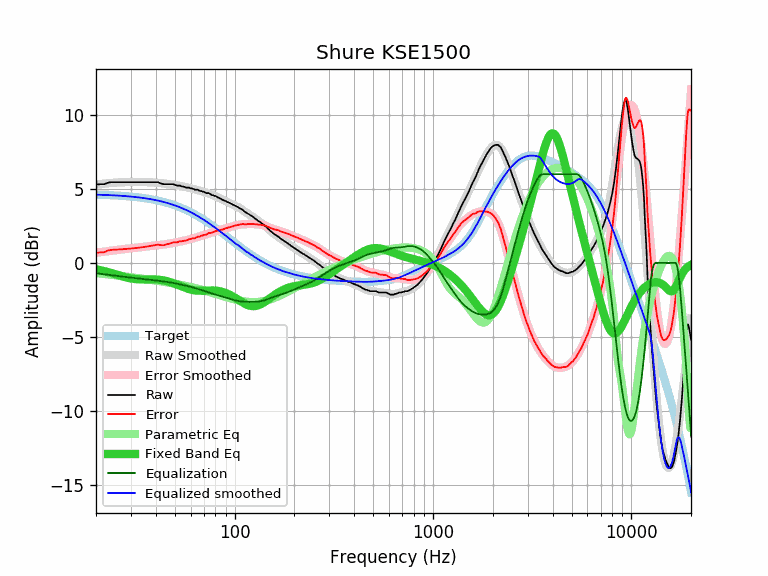 Shure KSE1500
Amplitude (dBr)
10
5
0
−5
−10
−15
Target
Raw Smoothed
Error Smoothed
Raw
Error
Parametric Eq
Fixed Band Eq
Equalization
Equalized smoothed
100
1000
10000
Frequency (Hz)